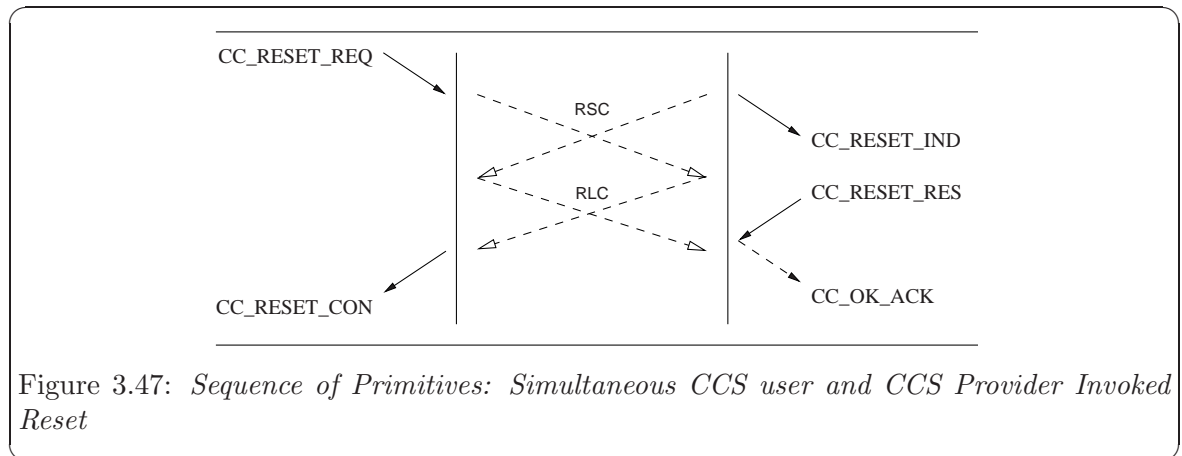 CC_RESET_REQ
RSC
CC_RESET_IND
CC_RESET_RES
RLC
CC_RESET_CON
CC_OK_ACK
Figure 3.47: Sequence of Primitives: Simultaneous CCS user and CCS Provider Invoked
Reset